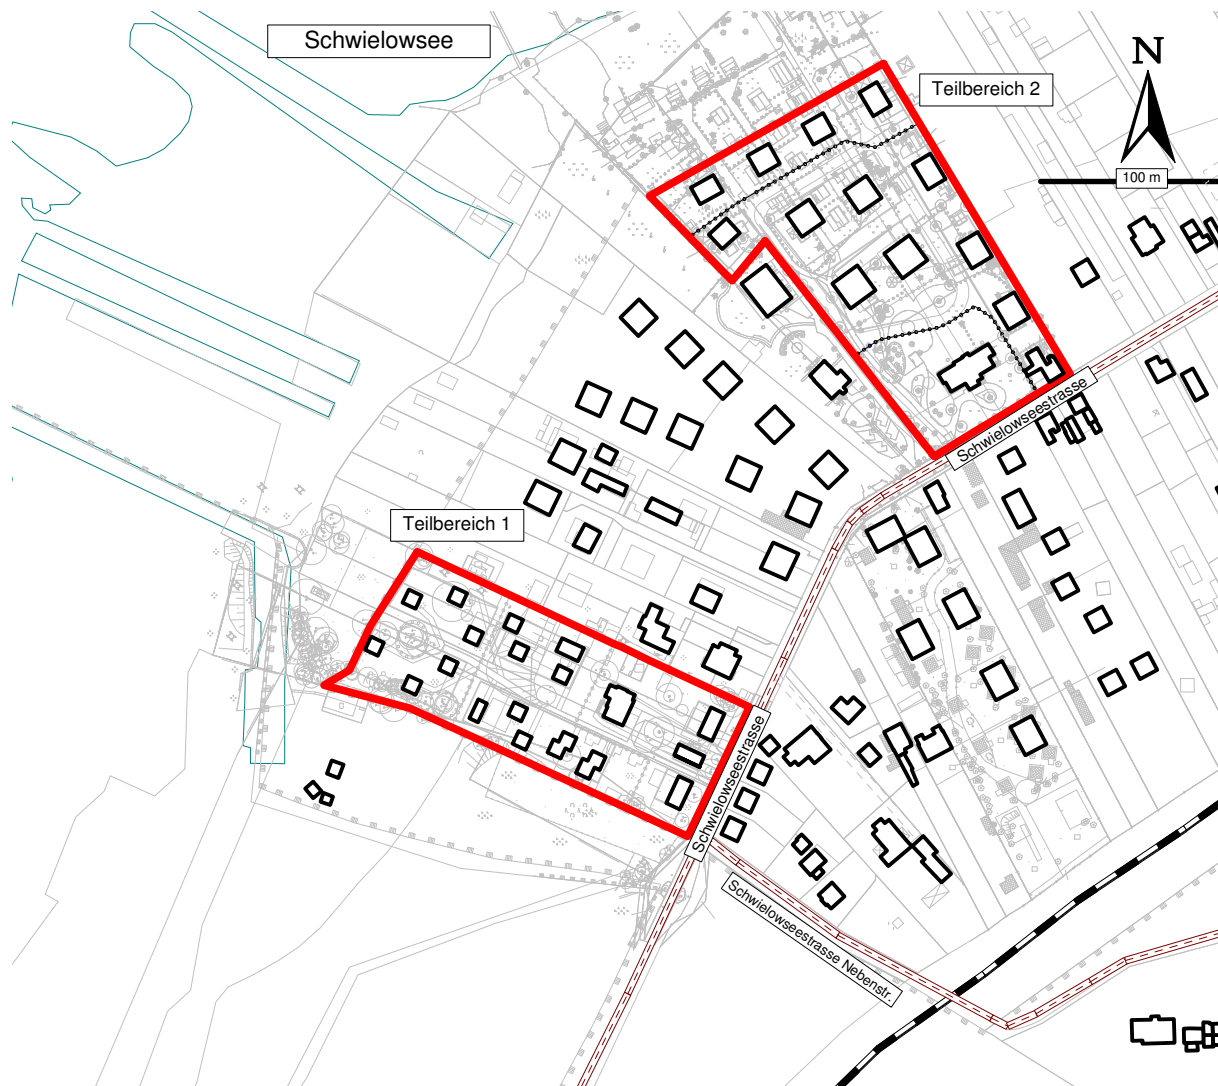 Schwielowsee
N
Teilbereich 2
100 m
Schwielowseestrasse
Teilbereich 1
Schwielowseestrasse
Schwielowseestrasse Nebenstr.